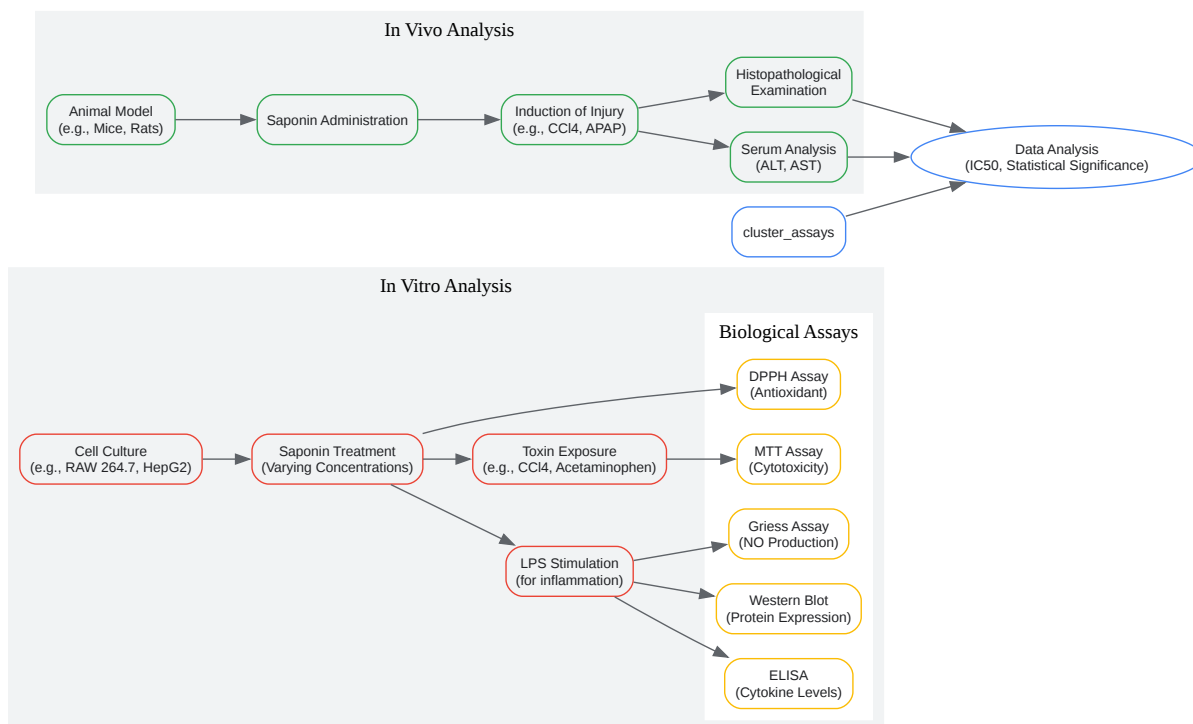 In Vivo Analysis
Animal Model
(e.g., Mice, Rats)
Saponin Administration
Induction of Injury
(e.g., CCl4, APAP)
Histopathological
Examination
Serum Analysis
(ALT, AST)
Data Analysis
(IC50, Statistical Significance)
cluster_assays
In Vitro Analysis
Biological Assays
Cell Culture
(e.g., RAW 264.7, HepG2)
Saponin Treatment
(Varying Concentrations)
Toxin Exposure
(e.g., CCl4, Acetaminophen)
LPS Stimulation
(for inflammation)
DPPH Assay
(Antioxidant)
MTT Assay
(Cytotoxicity)
Griess Assay
(NO Production)
Western Blot
(Protein Expression)
ELISA
(Cytokine Levels)